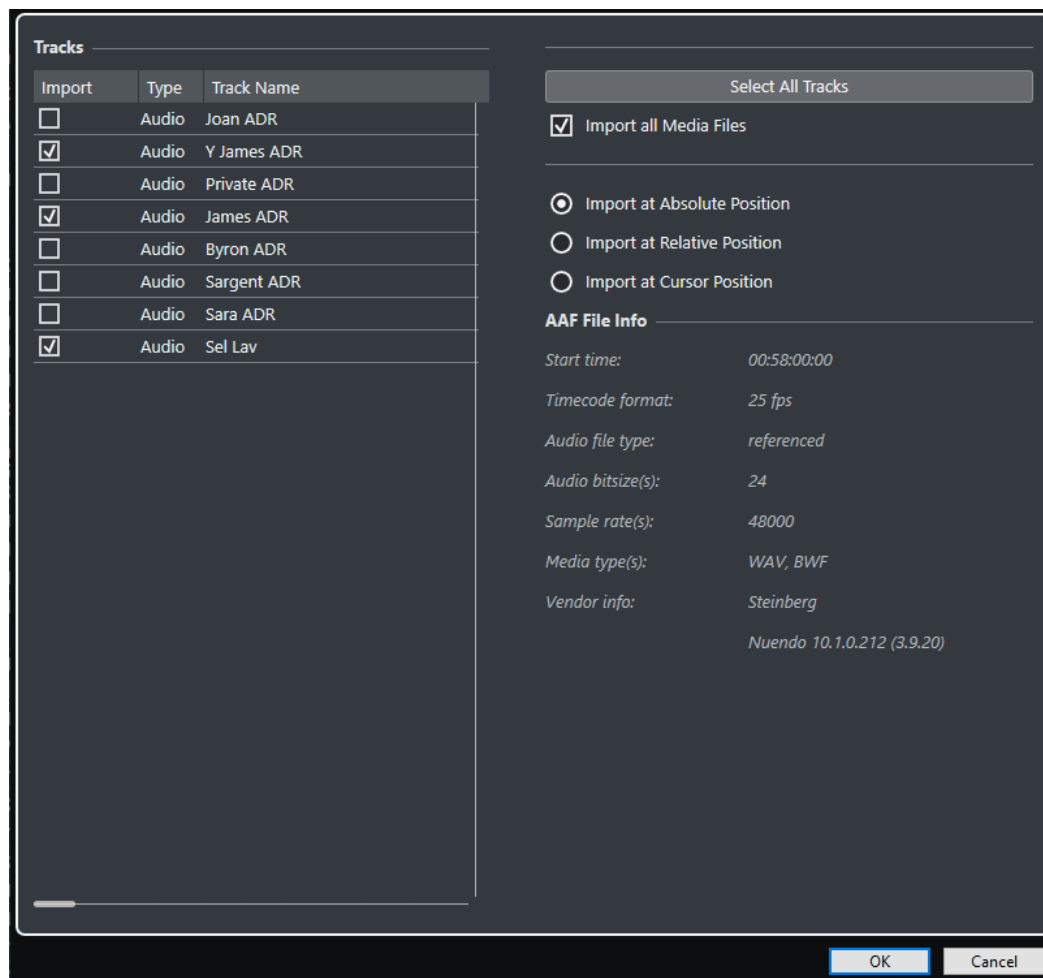 Tracks
Import Type Track Name
Audio Joan ADR
Audio Y James ADR
Audio Private ADR
Audio James ADR
Audio Byron ADR
Audio Sargent ADR
Audio Sara ADR
Audio Sel Lav
Select All Tracks
Import all Media Files
Import at Absolute Position
Import at Relative Position
Import at Cursor Position
AAF File Info
Start time: 00:58:00:00
Timecode format: 25 fps
Audio file type: referenced
Audio bitsize(s): 24
Sample rate(s): 48000
Media type(s): WAV, BWF
Vendor info: Steinberg
Nuendo 10.1.0.212 (3.9.20)
OK Cancel